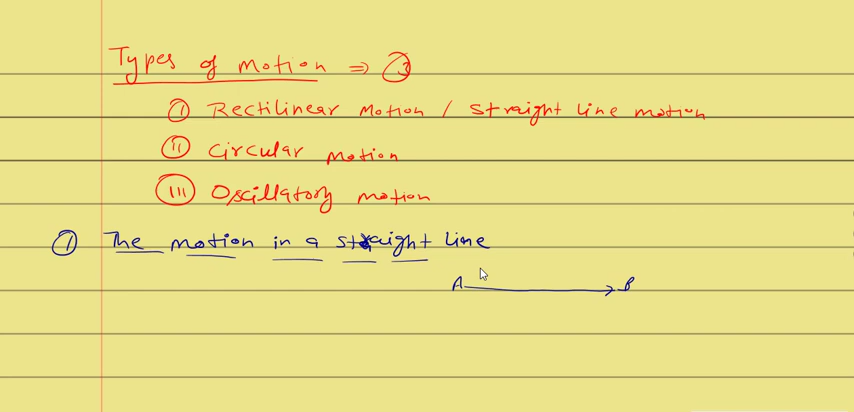 Types of motion ⇒ ③
(i) Rectilinear Motion / Straight line motion
(ii) Circular motion
(iii) Oscillatory motion
① The motion in a straight line
A → B